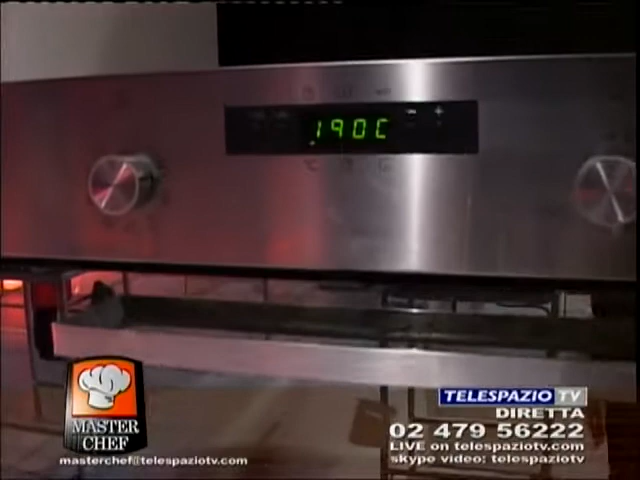 190C
TELESPAZIO TV
DIRETTA
02 479 56222
LIVE on telespaziotv.com
skype video: telespaziotv
MASTER
CHEF
masterchef@telespaziotv.com